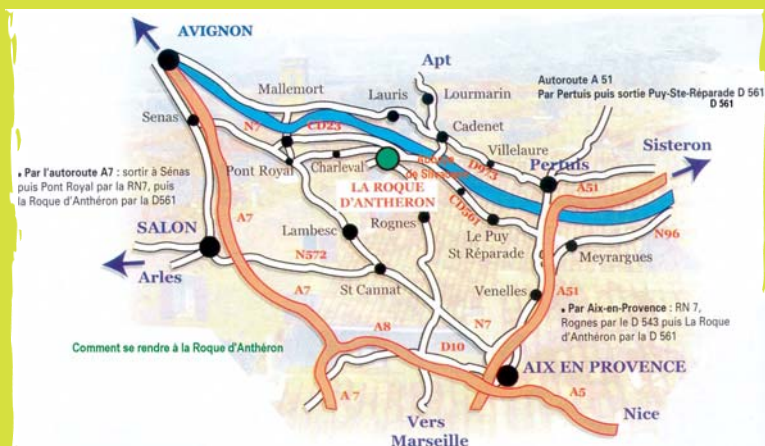 AVIGNON
Apt
Autoroute A 51
Par Pertuis puis sortie Puy-Ste-Réparade D 561
D 561
Mallemort
Lauris
Lourmarin
Senas
N7
CD23
Cadenet
Sisteron
Villelaure
D973
Pertuis
• Par l'autoroute A7 : sortir à Sénas
puis Pont Royal par la RN7, puis
la Roque d'Anthéron par la D561
Pont Royal
Charleval
LA ROQUE
D'ANTHERON
A51
CD561
A7
SALON
Lambesc
Rognes
Le Puy
St Réparade
N96
Meyrargues
Arles
N572
St Cannat
Venelles
A51
A7
• Par Aix-en-Provence : RN 7,
Rognes par le D 543 puis La Roque
d'Anthéron par la D 561
A8
N7
Comment se rendre à la Roque d'Anthéron
D10
AIX EN PROVENCE
A7
A5
Vers
Marseille
Nice